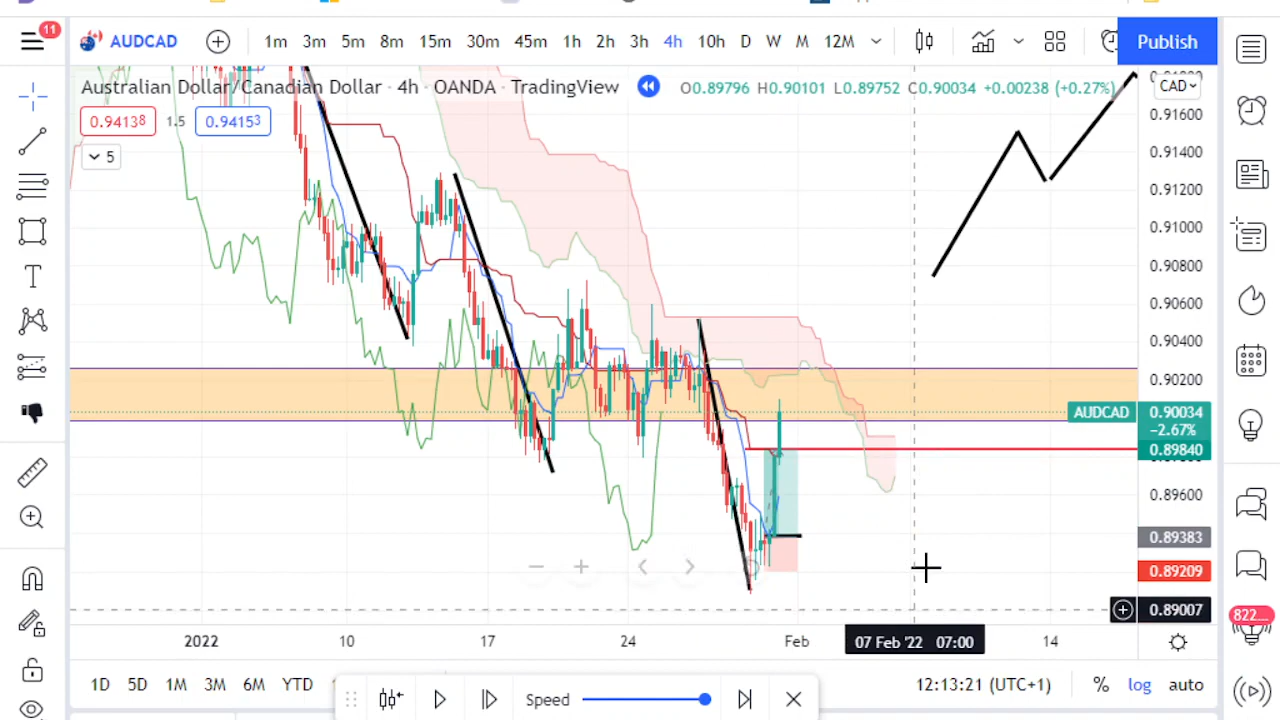 11
AUDCAD 1m 3m 5m 8m 15m 30m 45m 1h 2h 3h 4h 10h D W M 12M Publish
Australian Dollar/Canadian Dollar · 4h · OANDA · TradingView O0.89796 H0.90101 L0.89752 C0.90034 +0.00238 (+0.27%)
CAD
0.94138 1.5 0.94153
5
0.91600
0.91400
0.91200
0.91000
0.90800
0.90600
0.90400
0.90200
AUDCAD 0.90034
−2.67%
0.89840
0.89600
0.89383
0.89209
0.89007
822...
2022 10 17 24 Feb 07 Feb '22 07:00 14
1D 5D 1M 3M 6M YTD 12:13:21 (UTC+1) % log auto
Speed